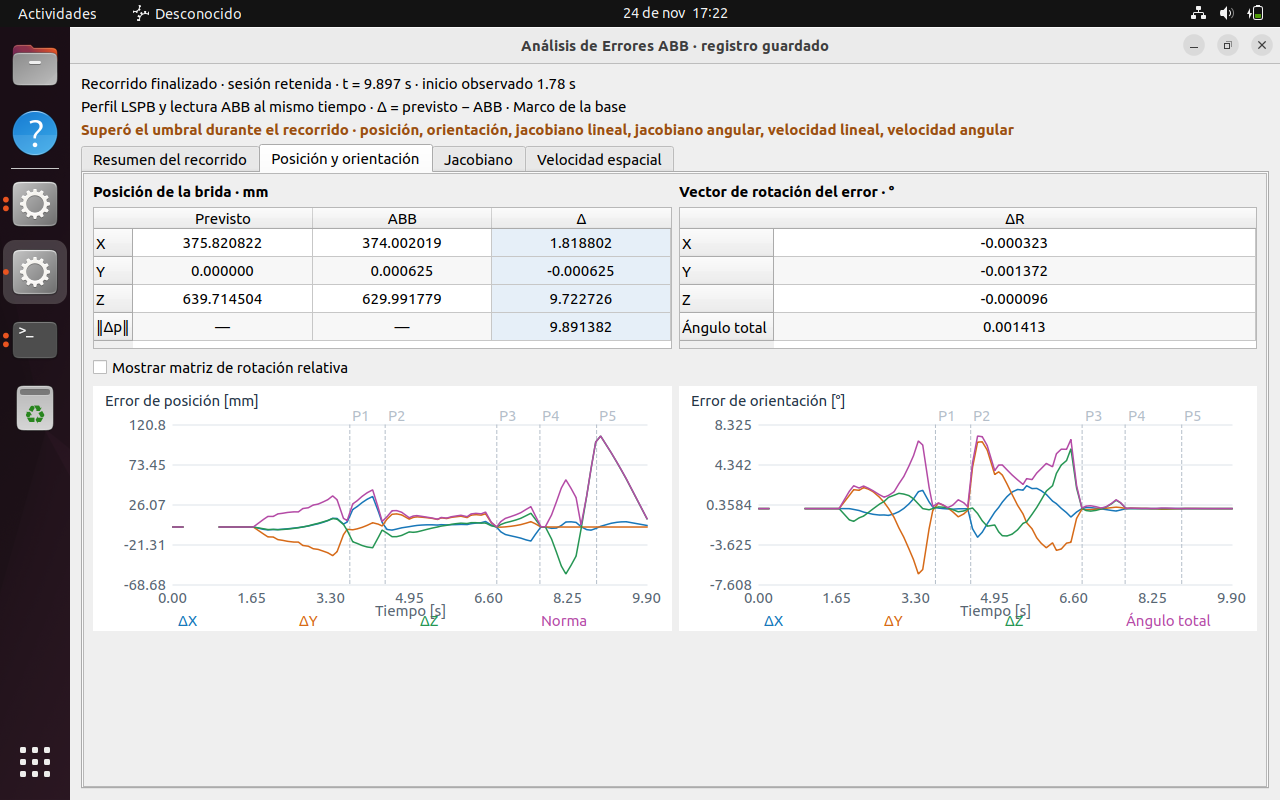 Actividades Desconocido 24 de nov 17:22
Análisis de Errores ABB · registro guardado
Recorrido finalizado · sesión retenida · t = 9.897 s · inicio observado 1.78 s
Perfil LSPB y lectura ABB al mismo tiempo · Δ = previsto − ABB · Marco de la base
Superó el umbral durante el recorrido · posición, orientación, jacobiano lineal, jacobiano angular, velocidad lineal, velocidad angular
Resumen del recorrido Posición y orientación Jacobiano Velocidad espacial
Posición de la brida · mm
Previsto ABB Δ
X 375.820822 374.002019 1.818802
Y 0.000000 0.000625 -0.000625
Z 639.714504 629.991779 9.722726
‖Δp‖ — — 9.891382
Vector de rotación del error · °
ΔR
X -0.000323
Y -0.001372
Z -0.000096
Ángulo total 0.001413
Mostrar matriz de rotación relativa
Error de posición [mm]
P1 P2 P3 P4 P5
120.8
73.45
26.07
-21.31
-68.68
0.00 1.65 3.30 4.95 6.60 8.25 9.90
Tiempo [s]
ΔX ΔY ΔZ Norma
Error de orientación [°]
P1 P2 P3 P4 P5
8.325
4.342
0.3584
-3.625
-7.608
0.00 1.65 3.30 4.95 6.60 8.25 9.90
Tiempo [s]
ΔX ΔY ΔZ Ángulo total